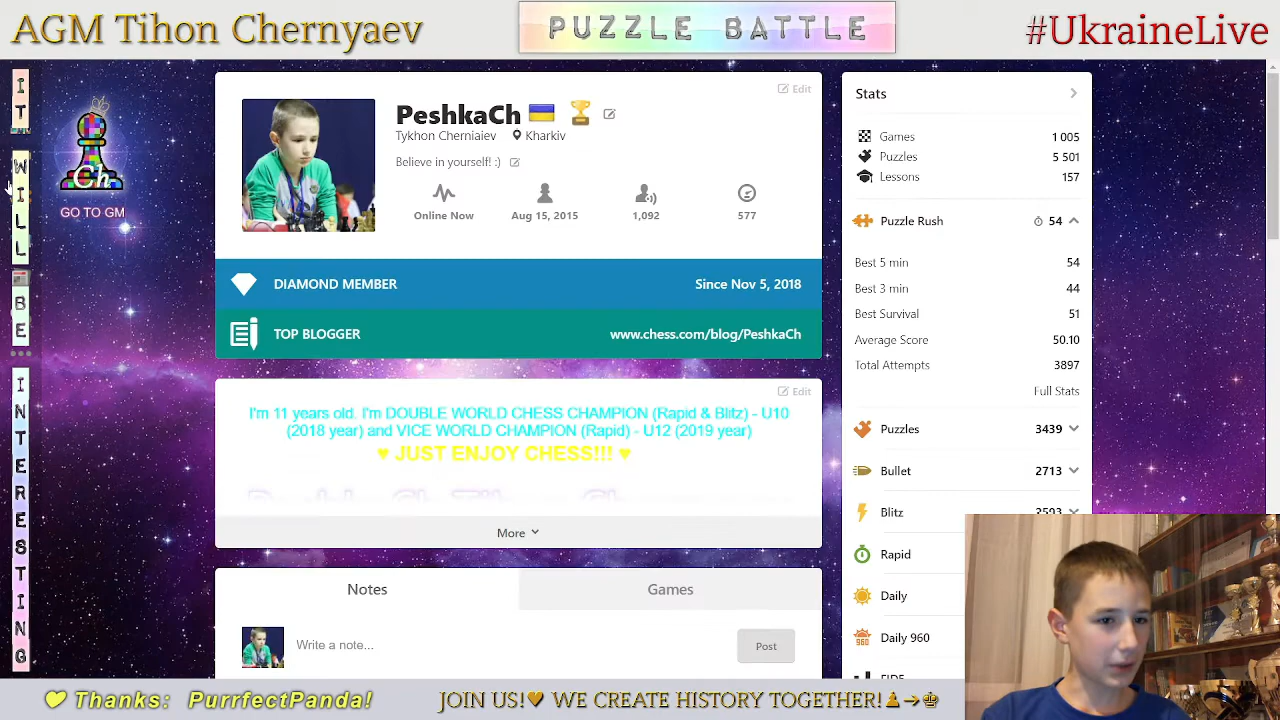 AGM Tihon Chernyaev
PUZZLE BATTLE
#UkraineLive
IT
WILL
BE
INTERESTING
Ch
GO TO GM
Edit
PeshkaCh
Tykhon Cherniaiev Kharkiv
Believe in yourself! :)
Online Now Aug 15, 2015 1,092 577
DIAMOND MEMBER Since Nov 5, 2018
TOP BLOGGER www.chess.com/blog/PeshkaCh
Edit
I'm 11 years old. I'm DOUBLE WORLD CHESS CHAMPION (Rapid & Blitz) - U10
(2018 year) and VICE WORLD CHAMPION (Rapid) - U12 (2019 year)
♥ JUST ENJOY CHESS!!! ♥
More
Notes Games
Write a note... Post
Stats
Games 1 005
Puzzles 5 501
Lessons 157
Puzzle Rush 54
Best 5 min 54
Best 3 min 44
Best Survival 51
Average Score 50.10
Total Attempts 3897
Full Stats
Puzzles 3439
Bullet 2713
Blitz
Rapid
Daily
Daily 960
Thanks: PurrfectPanda!
JOIN US!♥ WE CREATE HISTORY TOGETHER!♟→♚